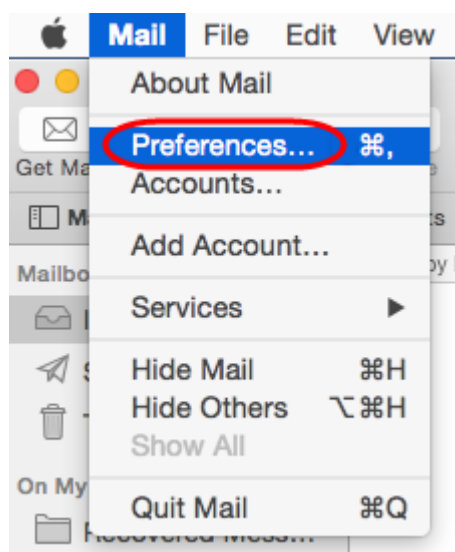 Mail File Edit View
About Mail
Preferences... ⌘,
Get Ma
Accounts...
Add Account...
Mailbo
Services ▶
Hide Mail ⌘H
Hide Others ⌥⌘H
Show All
On My
Quit Mail ⌘Q